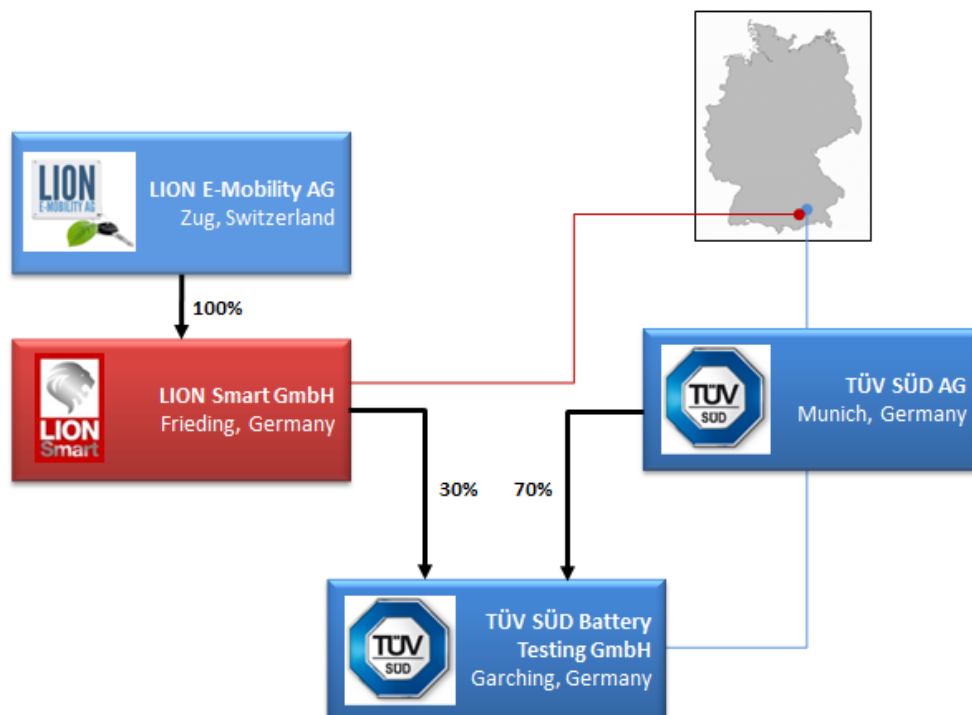 LION
E-MOBILITY AG
LION E-Mobility AG
Zug, Switzerland
100%
LION
Smart
LION Smart GmbH
Frieding, Germany
TÜV
SÜD
TÜV SÜD AG
Munich, Germany
30%
70%
TÜV
SÜD
TÜV SÜD Battery
Testing GmbH
Garching, Germany